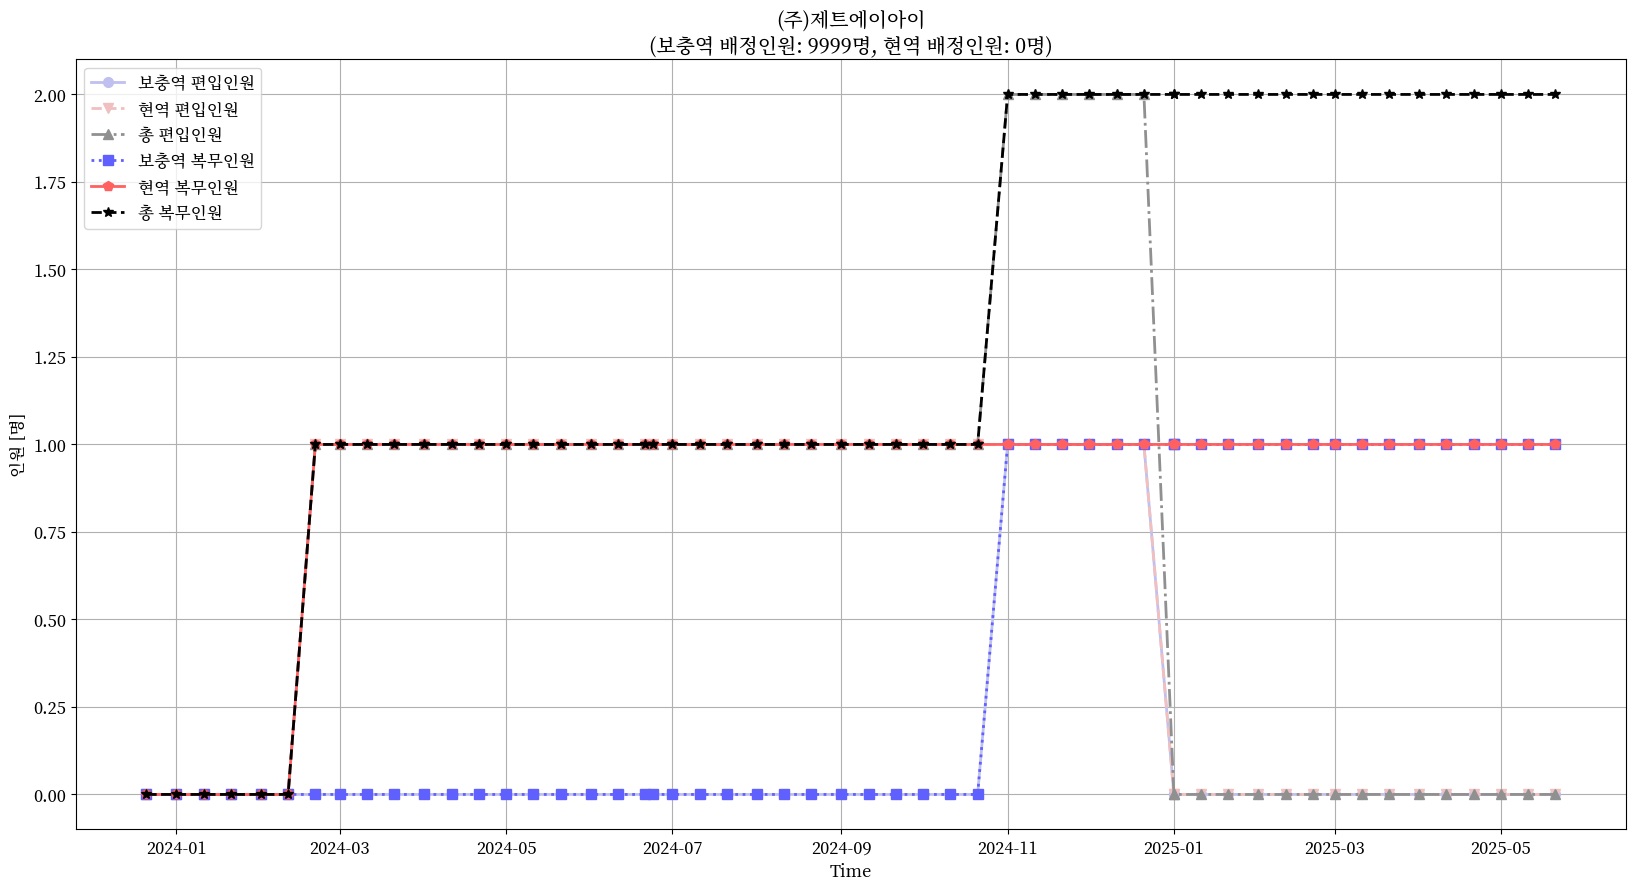 (주)제트에이아이
(보충역 배정인원: 9999명, 현역 배정인원: 0명)
보충역 편입인원
현역 편입인원
총 편입인원
보충역 복무인원
현역 복무인원
총 복무인원
2.00
1.75
1.50
1.25
1.00
0.75
0.50
0.25
0.00
인원 [명]
2024-01 2024-03 2024-05 2024-07 2024-09 2024-11 2025-01 2025-03 2025-05
Time